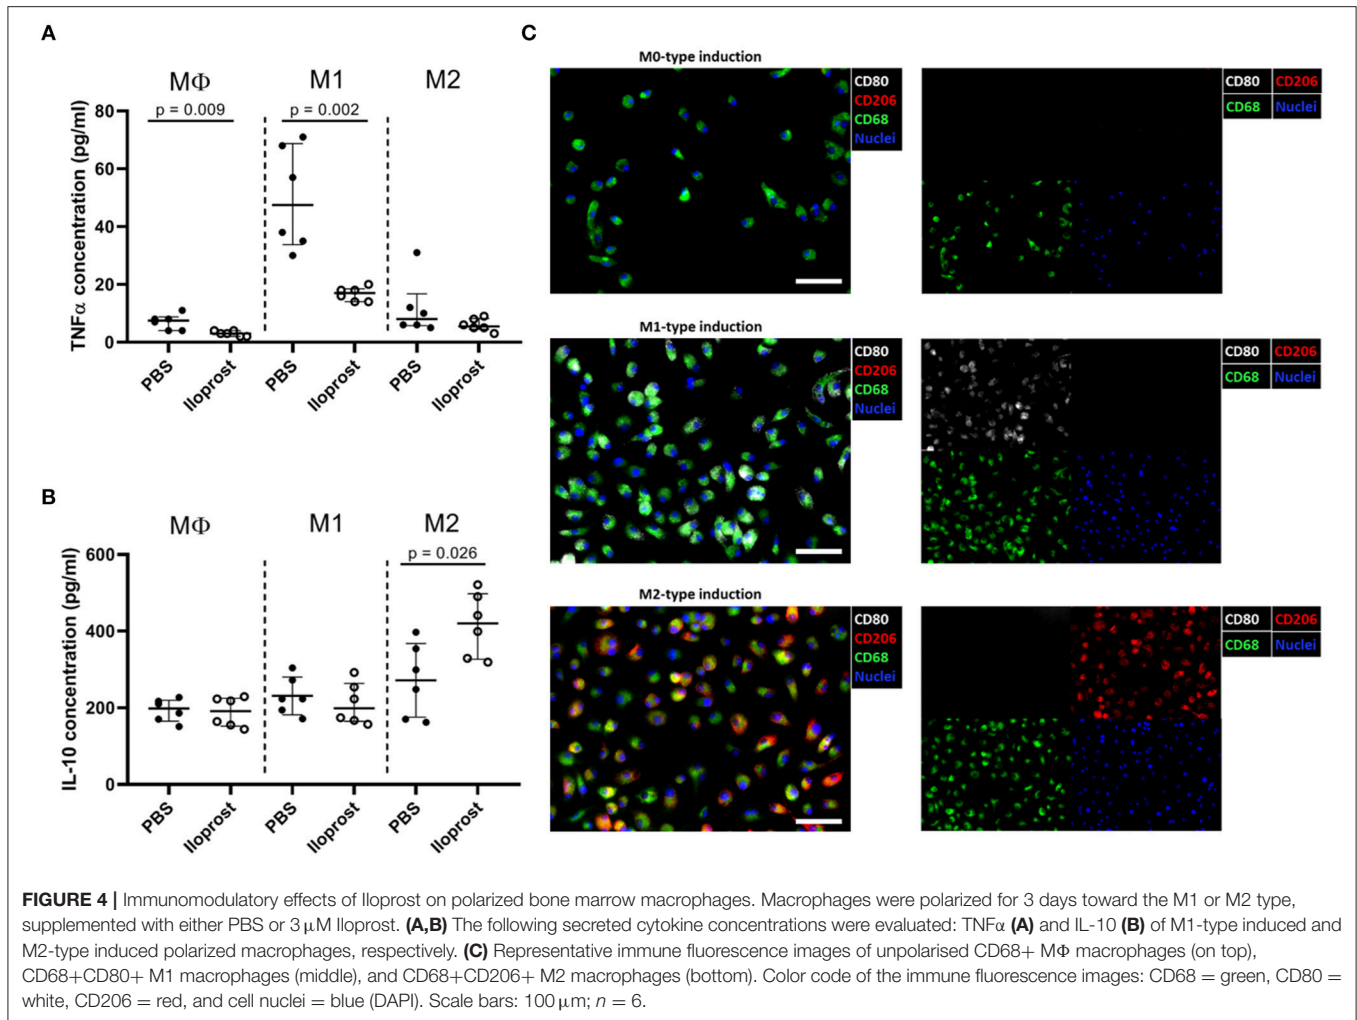 A
MΦ M1 M2
p = 0.009 p = 0.002
TNFα concentration (pg/ml)
80
60
40
20
0
PBS Iloprost PBS Iloprost PBS Iloprost
B
MΦ M1 M2
p = 0.026
IL-10 concentration (pg/ml)
600
400
200
0
PBS Iloprost PBS Iloprost PBS Iloprost
C
M0-type induction
CD80
CD206
CD68
Nuclei
CD80 CD206
CD68 Nuclei
M1-type induction
CD80
CD206
CD68
Nuclei
CD80 CD206
CD68 Nuclei
M2-type induction
CD80
CD206
CD68
Nuclei
CD80 CD206
CD68 Nuclei
FIGURE 4 | Immunomodulatory effects of Iloprost on polarized bone marrow macrophages. Macrophages were polarized for 3 days toward the M1 or M2 type,
supplemented with either PBS or 3 μM Iloprost. (A,B) The following secreted cytokine concentrations were evaluated: TNFα (A) and IL-10 (B) of M1-type induced and
M2-type induced polarized macrophages, respectively. (C) Representative immune fluorescence images of unpolarised CD68+ MΦ macrophages (on top),
CD68+CD80+ M1 macrophages (middle), and CD68+CD206+ M2 macrophages (bottom). Color code of the immune fluorescence images: CD68 = green, CD80 =
white, CD206 = red, and cell nuclei = blue (DAPI). Scale bars: 100 μm; n = 6.